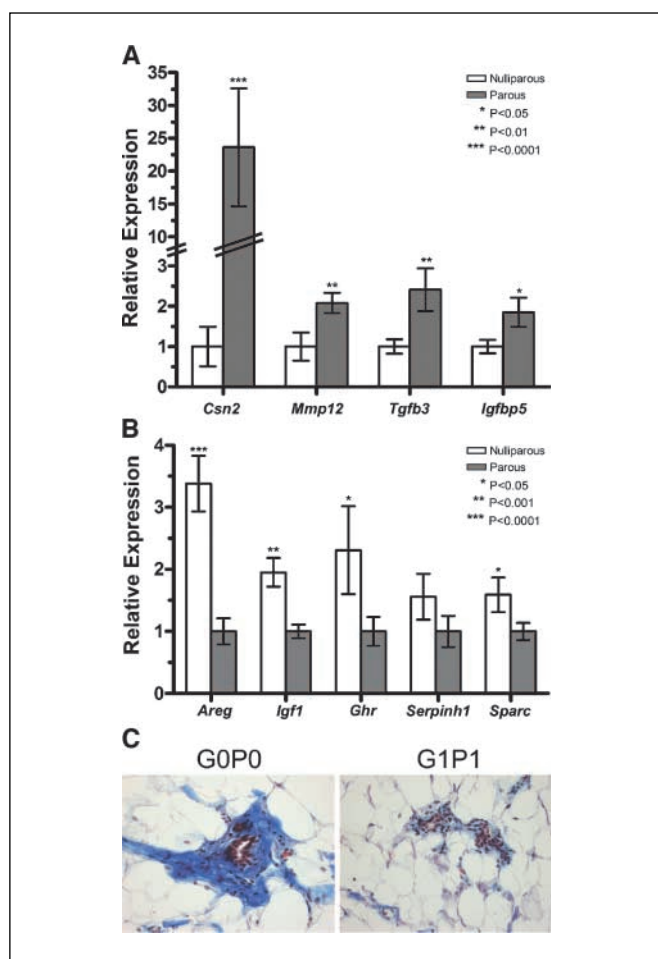 A
Relative Expression
35
30
25
20
15
10
3
2
1
0
***
**
**
*
Nulliparous
Parous
* P<0.05
** P<0.01
*** P<0.0001
Csn2 Mmp12 Tgfb3 Igfbp5
B
Relative Expression
4
3
2
1
0
***
**
*
*
Nulliparous
Parous
* P<0.05
** P<0.001
*** P<0.0001
Areg Igf1 Ghr Serpinh1 Sparc
C
G0P0 G1P1